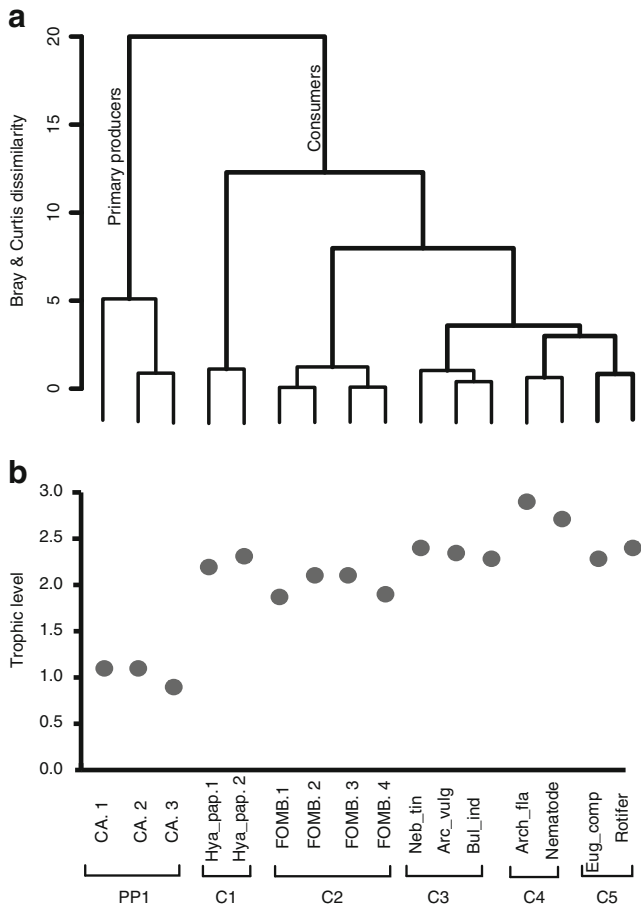 a
Bray & Curtis dissimilarity
20
15
10
5
0
Primary producers
Consumers
b
Trophic level
3.0
2.5
2.0
1.5
1.0
0.5
0.0
CA. 1
CA. 2
CA. 3
Hya_pap.1
Hya_pap. 2
FOMB.1
FOMB. 2
FOMB. 3
FOMB. 4
Neb_tin
Arc_vulg
Bul_ind
Arch_fla
Nematode
Eug_comp
Rotifer
PP1
C1
C2
C3
C4
C5